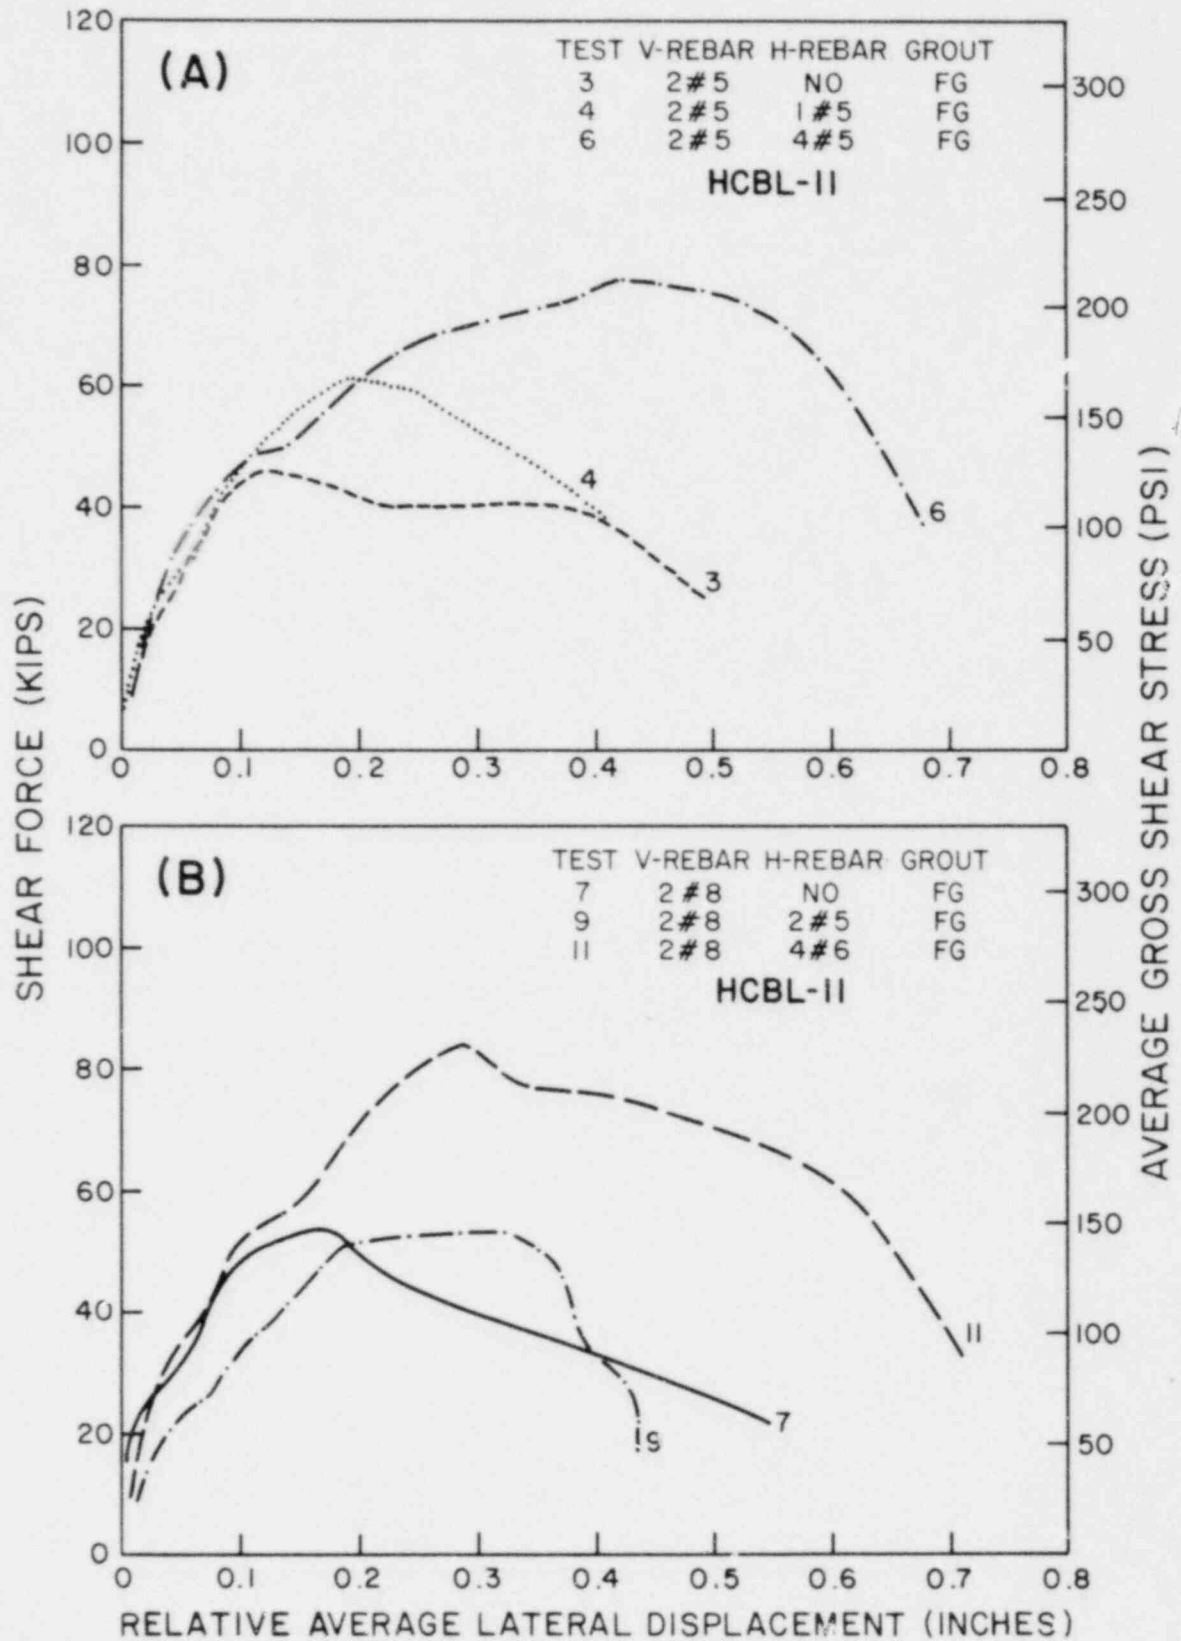 SHEAR FORCE (KIPS)
AVERAGE GROSS SHEAR STRESS (PSI)
(A)
TEST V-REBAR H-REBAR GROUT
3 2#5 NO FG
4 2#5 1#5 FG
6 2#5 4#5 FG
HCBL-11
120
100
80
60
40
20
0
300
250
200
150
100
50
4
3
6
0 0.1 0.2 0.3 0.4 0.5 0.6 0.7 0.8
(B)
TEST V-REBAR H-REBAR GROUT
7 2#8 NO FG
9 2#8 2#5 FG
11 2#8 4#6 FG
HCBL-11
120
100
80
60
40
20
0
300
250
200
150
100
50
11
7
9
0 0.1 0.2 0.3 0.4 0.5 0.6 0.7 0.8
RELATIVE AVERAGE LATERAL DISPLACEMENT (INCHES)